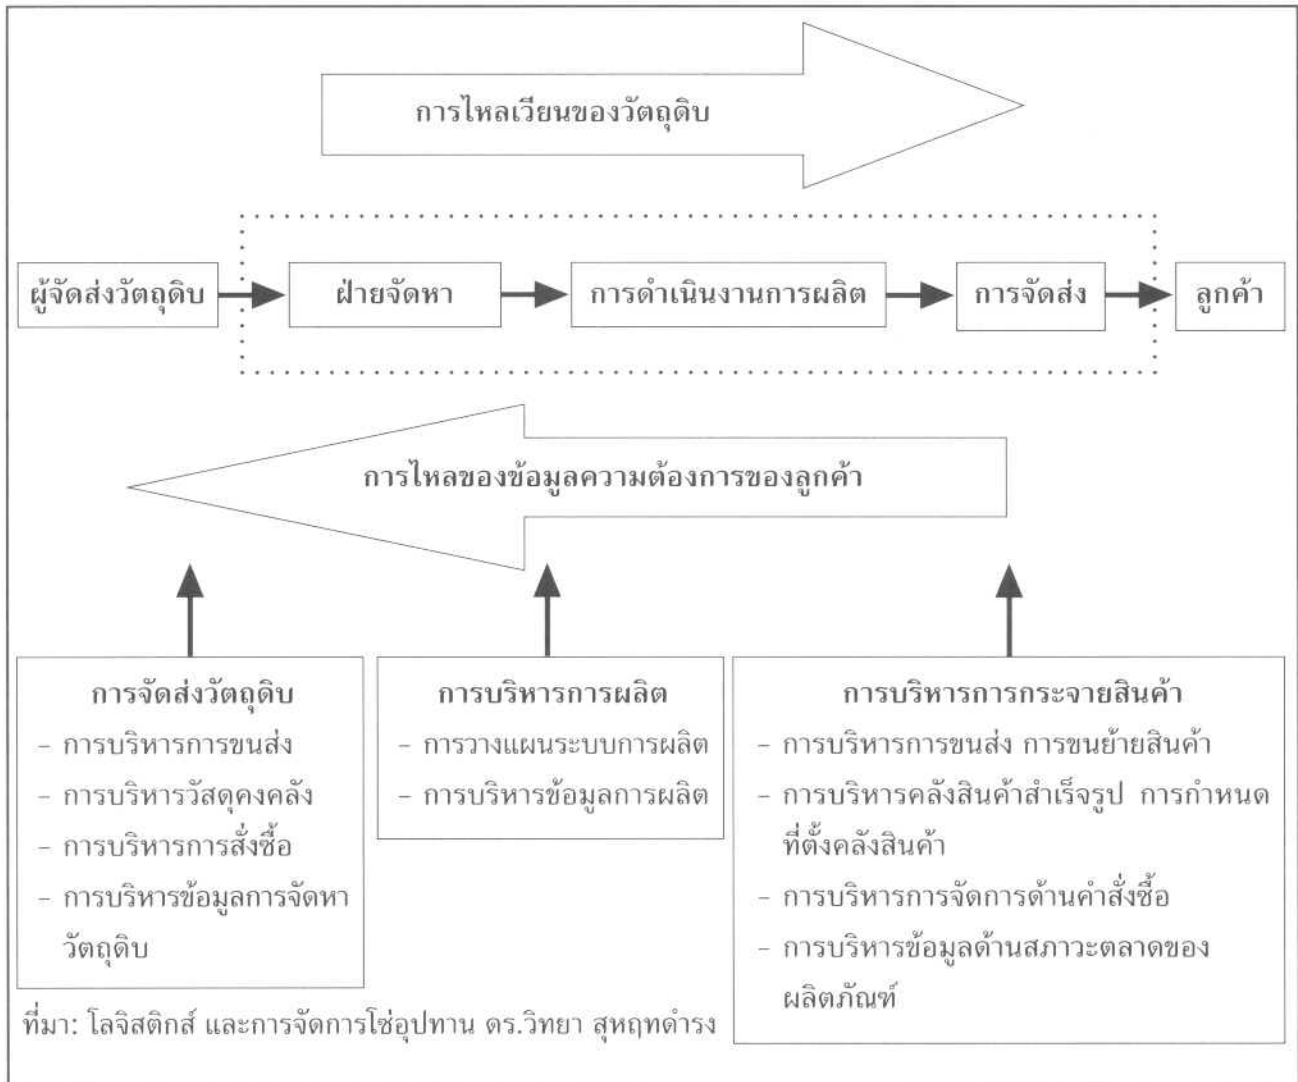 การไหลเวียนของวัตถุดิบ
ผู้จัดส่งวัตถุดิบ
ฝ่ายจัดหา
การดำเนินงานการผลิต
การจัดส่ง
ลูกค้า
การไหลของข้อมูลความต้องการของลูกค้า
การจัดส่งวัตถุดิบ
- การบริหารการขนส่ง
- การบริหารวัสดุคงคลัง
- การบริหารการสั่งซื้อ
- การบริหารข้อมูลการจัดหา
วัตถุดิบ
การบริหารการผลิต
- การวางแผนระบบการผลิต
- การบริหารข้อมูลการผลิต
การบริหารการกระจายสินค้า
- การบริหารการขนส่ง การขนย้ายสินค้า
- การบริหารคลังสินค้าสำเร็จรูป การกำหนด
ที่ตั้งคลังสินค้า
- การบริหารการจัดการด้านคำสั่งซื้อ
- การบริหารข้อมูลด้านสภาวะตลาดของ
ผลิตภัณฑ์
ที่มา: โลจิสติกส์ และการจัดการโซ่อุปทาน ดร.วิทยา สุหฤทดำรง